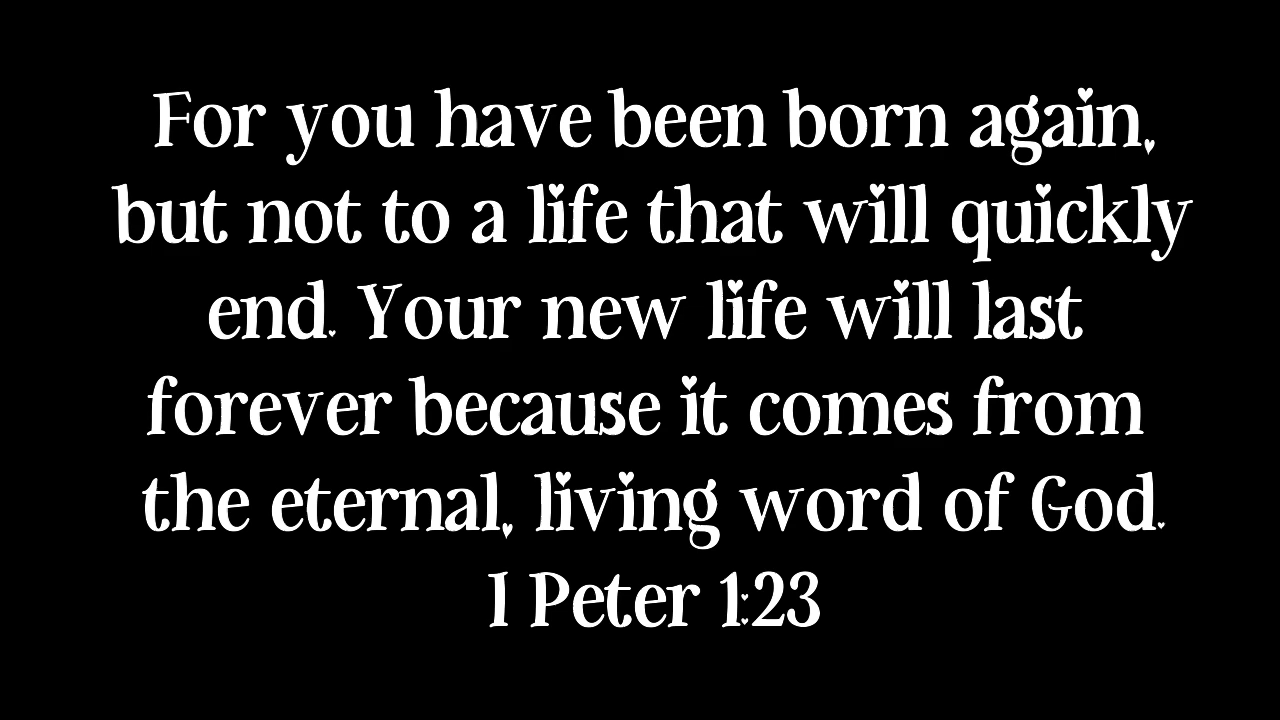 For you have been born again,
but not to a life that will quickly
end. Your new life will last
forever because it comes from
the eternal, living word of God.
1 Peter 1:23